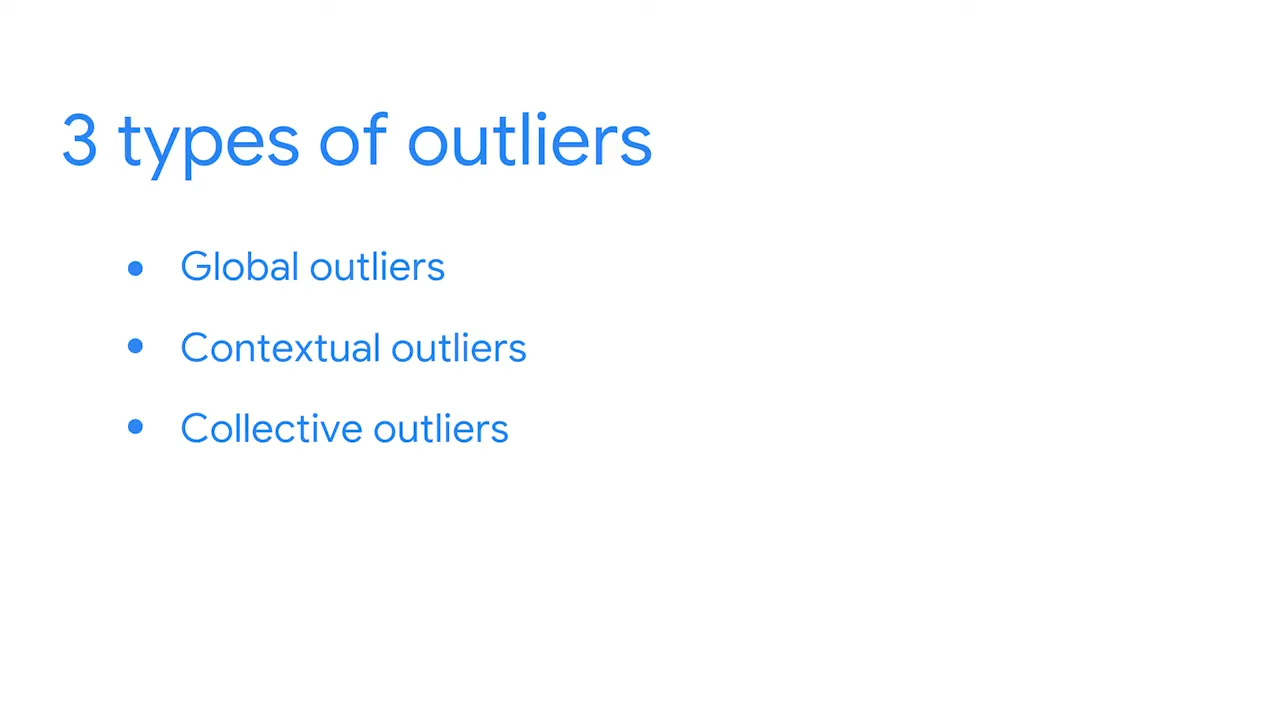 3 types of outliers
● Global outliers
● Contextual outliers
● Collective outliers